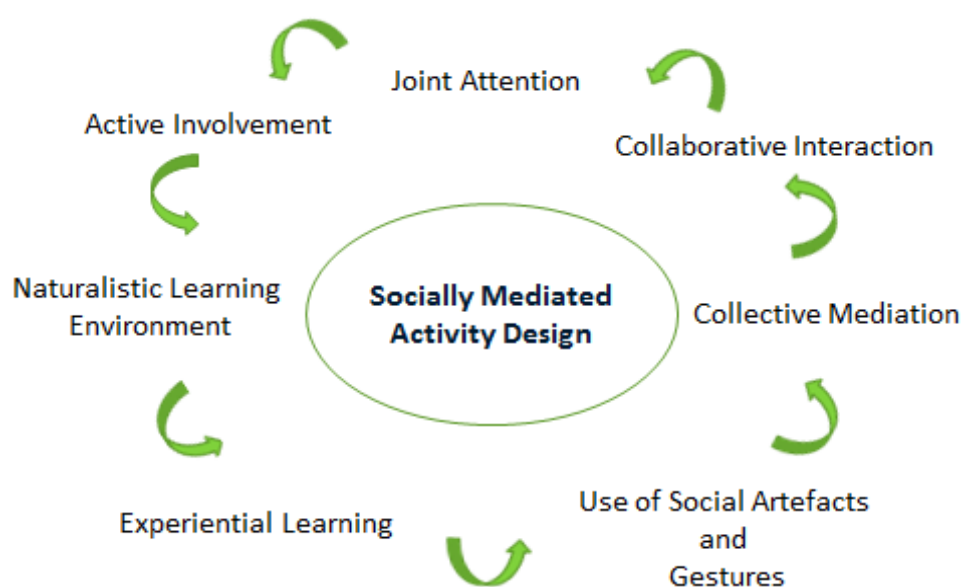 Joint Attention
Active Involvement
Collaborative Interaction
Naturalistic Learning
Environment
Socially Mediated
Activity Design
Collective Mediation
Experiential Learning
Use of Social Artefacts
and
Gestures